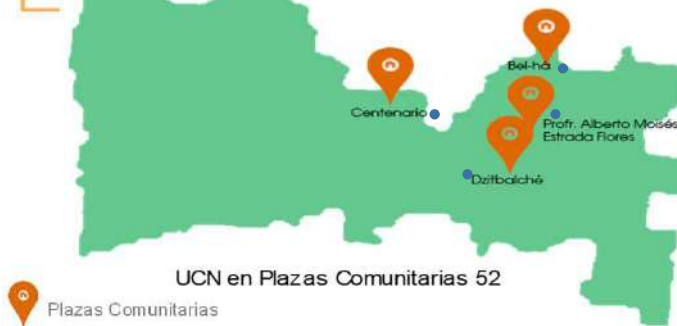 Bel-há
Centenario
Profr. Alberto Moisés
Estrada Flores
Dzitbalché
UCN en Plazas Comunitarias 52
Plazas Comunitarias